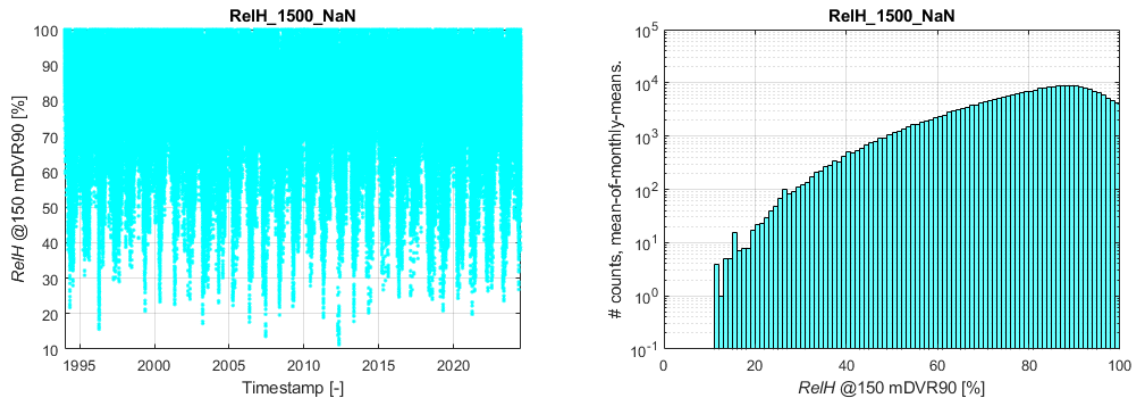 RelH_1500_NaN
100
90
80
70
60
50
40
30
20
10
RelH @150 mDVR90 [%]
1995 2000 2005 2010 2015 2020
Timestamp [-]
RelH_1500_NaN
10^5
10^4
10^3
10^2
10^1
10^0
10^-1
# counts, mean-of-monthly-means.
0 20 40 60 80 100
RelH @150 mDVR90 [%]